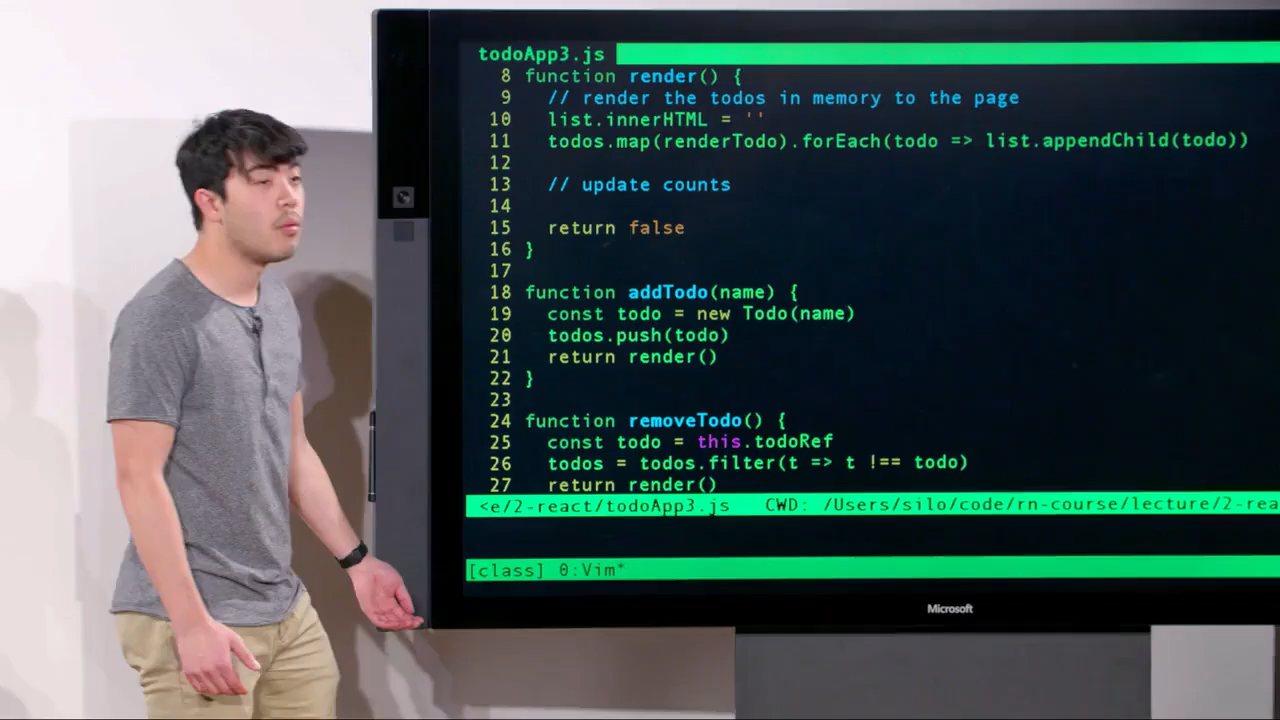 todoApp3.js
8 function render() {
9 // render the todos in memory to the page
10 list.innerHTML = ''
11 todos.map(renderTodo).forEach(todo => list.appendChild(todo))
12
13 // update counts
14
15 return false
16 }
17
18 function addTodo(name) {
19 const todo = new Todo(name)
20 todos.push(todo)
21 return render()
22 }
23
24 function removeTodo() {
25 const todo = this.todoRef
26 todos = todos.filter(t => t !== todo)
27 return render()
<e/2-react/todoApp3.js CWD: /Users/silo/code/rn-course/lecture/2-rea
[class] 0:Vim*
Microsoft